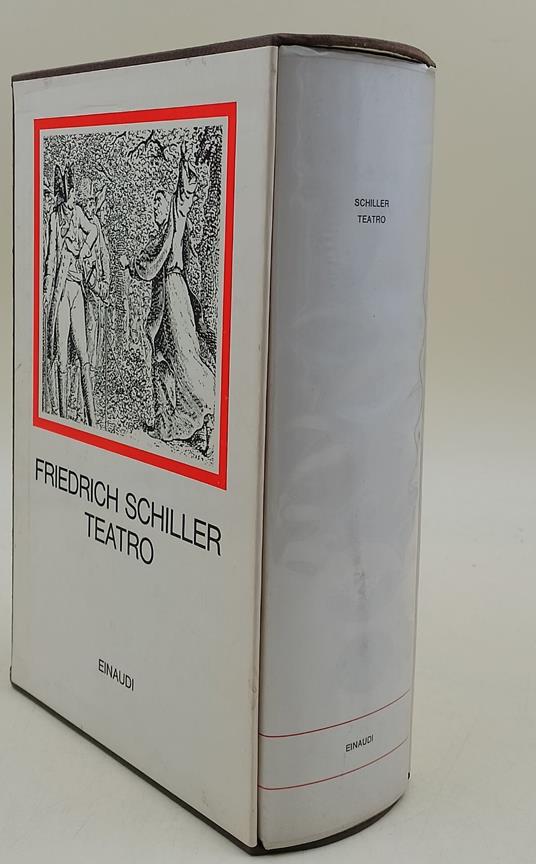 FRIEDRICH SCHILLER
TEATRO
EINAUDI
SCHILLER
TEATRO
EINAUDI